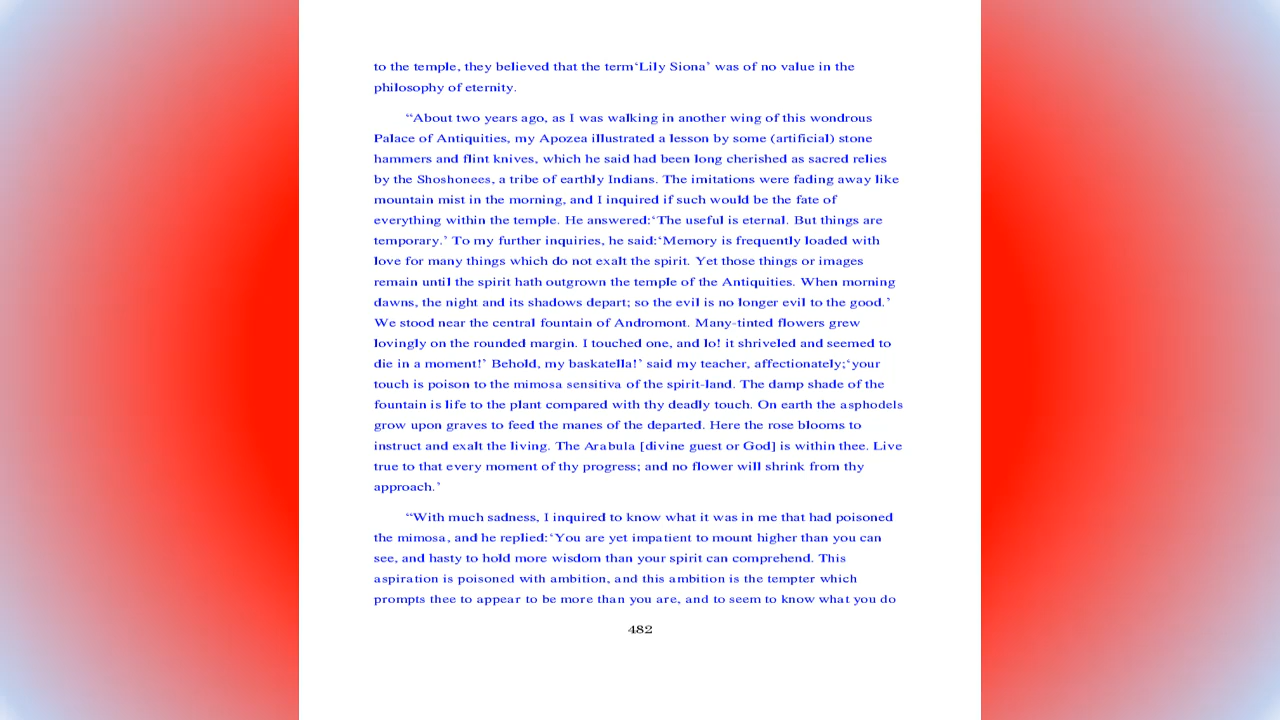 to the temple, they believed that the term‘Lily Siona’ was of no value in the
philosophy of eternity.
“About two years ago, as I was walking in another wing of this wondrous
Palace of Antiquities, my Apozea illustrated a lesson by some (artificial) stone
hammers and flint knives, which he said had been long cherished as sacred relies
by the Shoshonees, a tribe of earthly Indians. The imitations were fading away like
mountain mist in the morning, and I inquired if such would be the fate of
everything within the temple. He answered:‘The useful is eternal. But things are
temporary.’ To my further inquiries, he said:‘Memory is frequently loaded with
love for many things which do not exalt the spirit. Yet those things or images
remain until the spirit hath outgrown the temple of the Antiquities. When morning
dawns, the night and its shadows depart; so the evil is no longer evil to the good.’
We stood near the central fountain of Andromont. Many-tinted flowers grew
lovingly on the rounded margin. I touched one, and lo! it shriveled and seemed to
die in a moment!’ Behold, my baskatella!’ said my teacher, affectionately;‘your
touch is poison to the mimosa sensitiva of the spirit-land. The damp shade of the
fountain is life to the plant compared with thy deadly touch. On earth the asphodels
grow upon graves to feed the manes of the departed. Here the rose blooms to
instruct and exalt the living. The Arabula [divine guest or God] is within thee. Live
true to that every moment of thy progress; and no flower will shrink from thy
approach.’
“With much sadness, I inquired to know what it was in me that had poisoned
the mimosa, and he replied:‘You are yet impatient to mount higher than you can
see, and hasty to hold more wisdom than your spirit can comprehend. This
aspiration is poisoned with ambition, and this ambition is the tempter which
prompts thee to appear to be more than you are, and to seem to know what you do
482